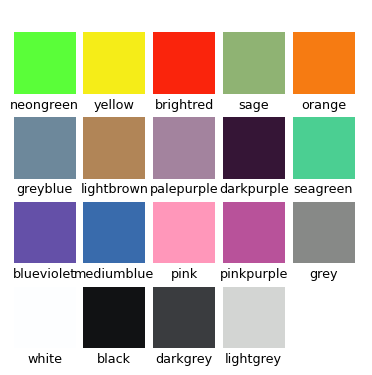 neongreen yellow brightred sage orange
greyblue lightbrown palepurple darkpurple seagreen
blueviolet mediumblue pink pinkpurple grey
white black darkgrey lightgrey